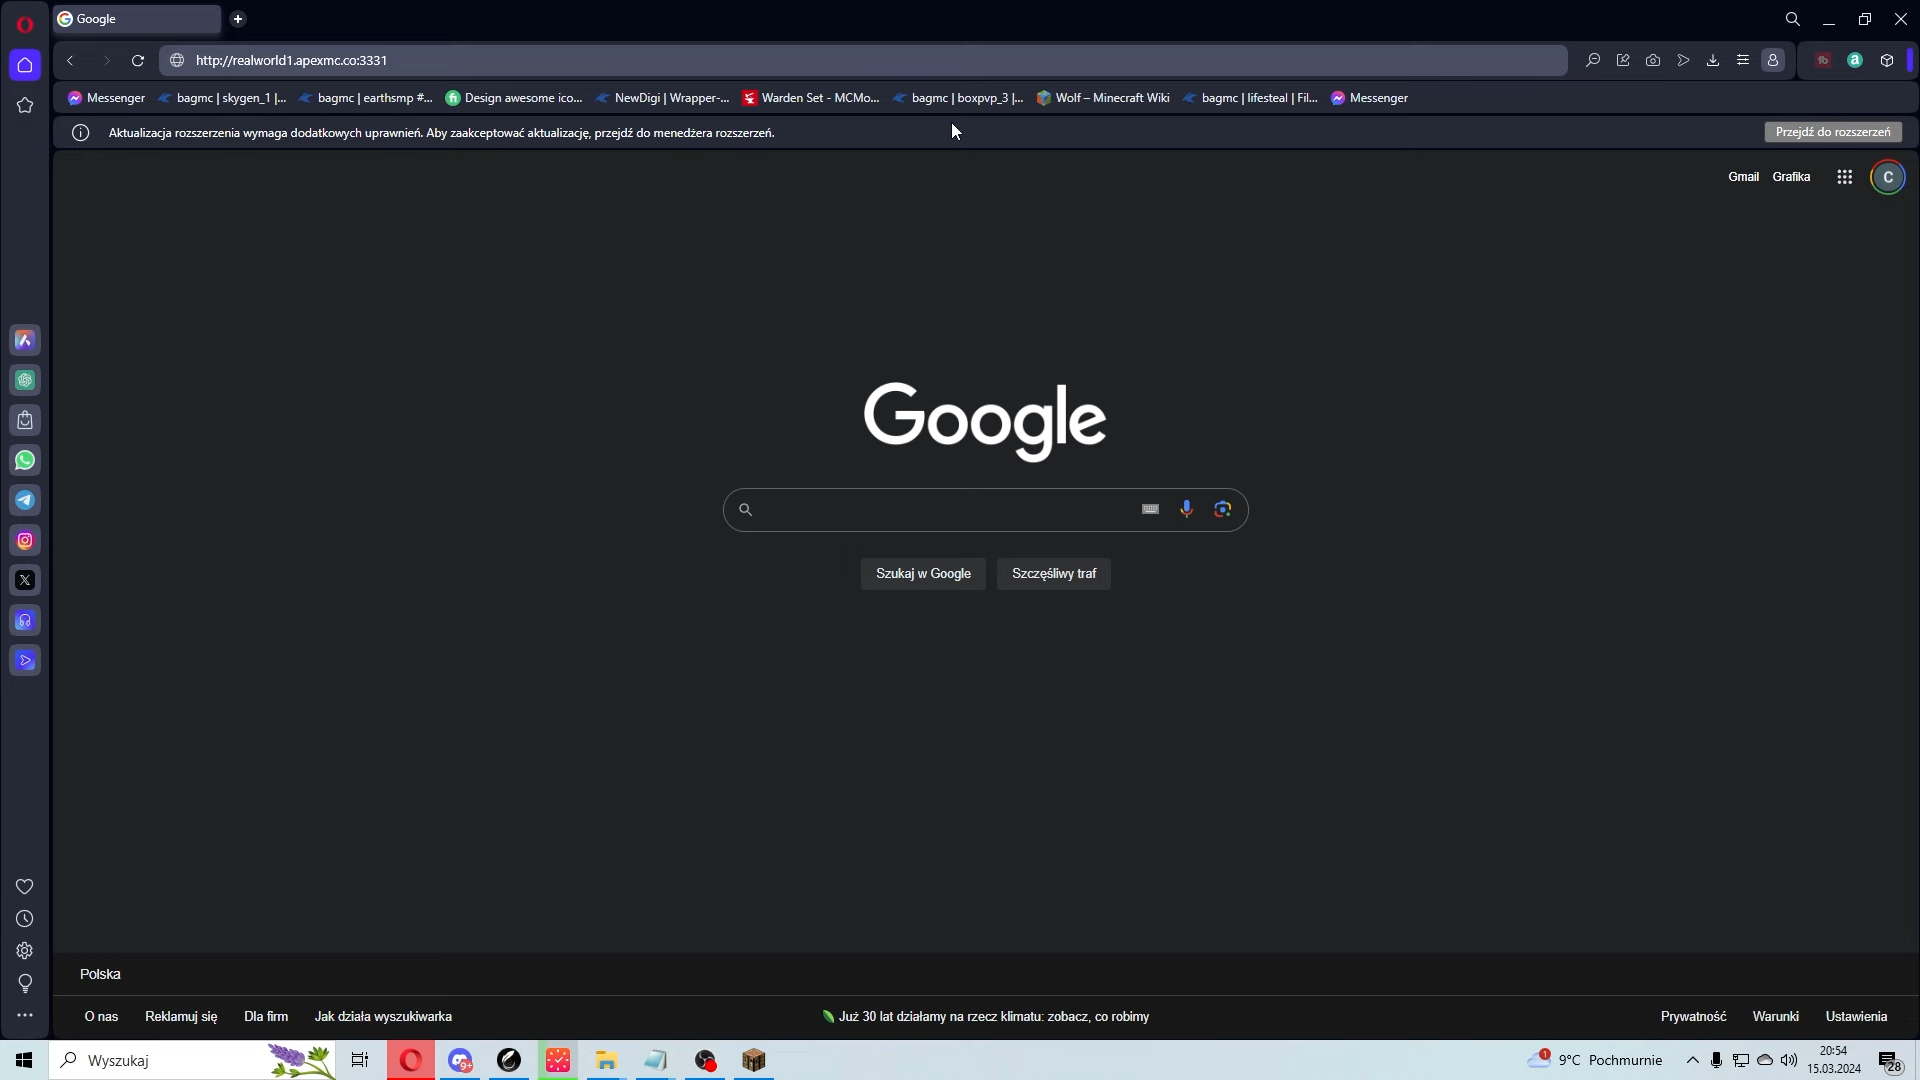 Google
http://realworld1.apexmc.co:3331
Messenger
bagmc | skygen_1 |...
bagmc | earthsmp #...
Design awesome ico...
NewDigi | Wrapper-...
Warden Set - MCMo...
bagmc | boxpvp_3 |...
Wolf – Minecraft Wiki
bagmc | lifesteal | Fil...
Messenger
Aktualizacja rozszerzenia wymaga dodatkowych uprawnień. Aby zaakceptować aktualizację, przejdź do menedżera rozszerzeń.
Przejdź do rozszerzeń
Gmail
Grafika
C
Google
Szukaj w Google
Szczęśliwy traf
Polska
O nas
Reklamuj się
Dla firm
Jak działa wyszukiwarka
Już 30 lat działamy na rzecz klimatu: zobacz, co robimy
Prywatność
Warunki
Ustawienia
Wyszukaj
9+
1
9°C Pochmurnie
20:54
15.03.2024
28